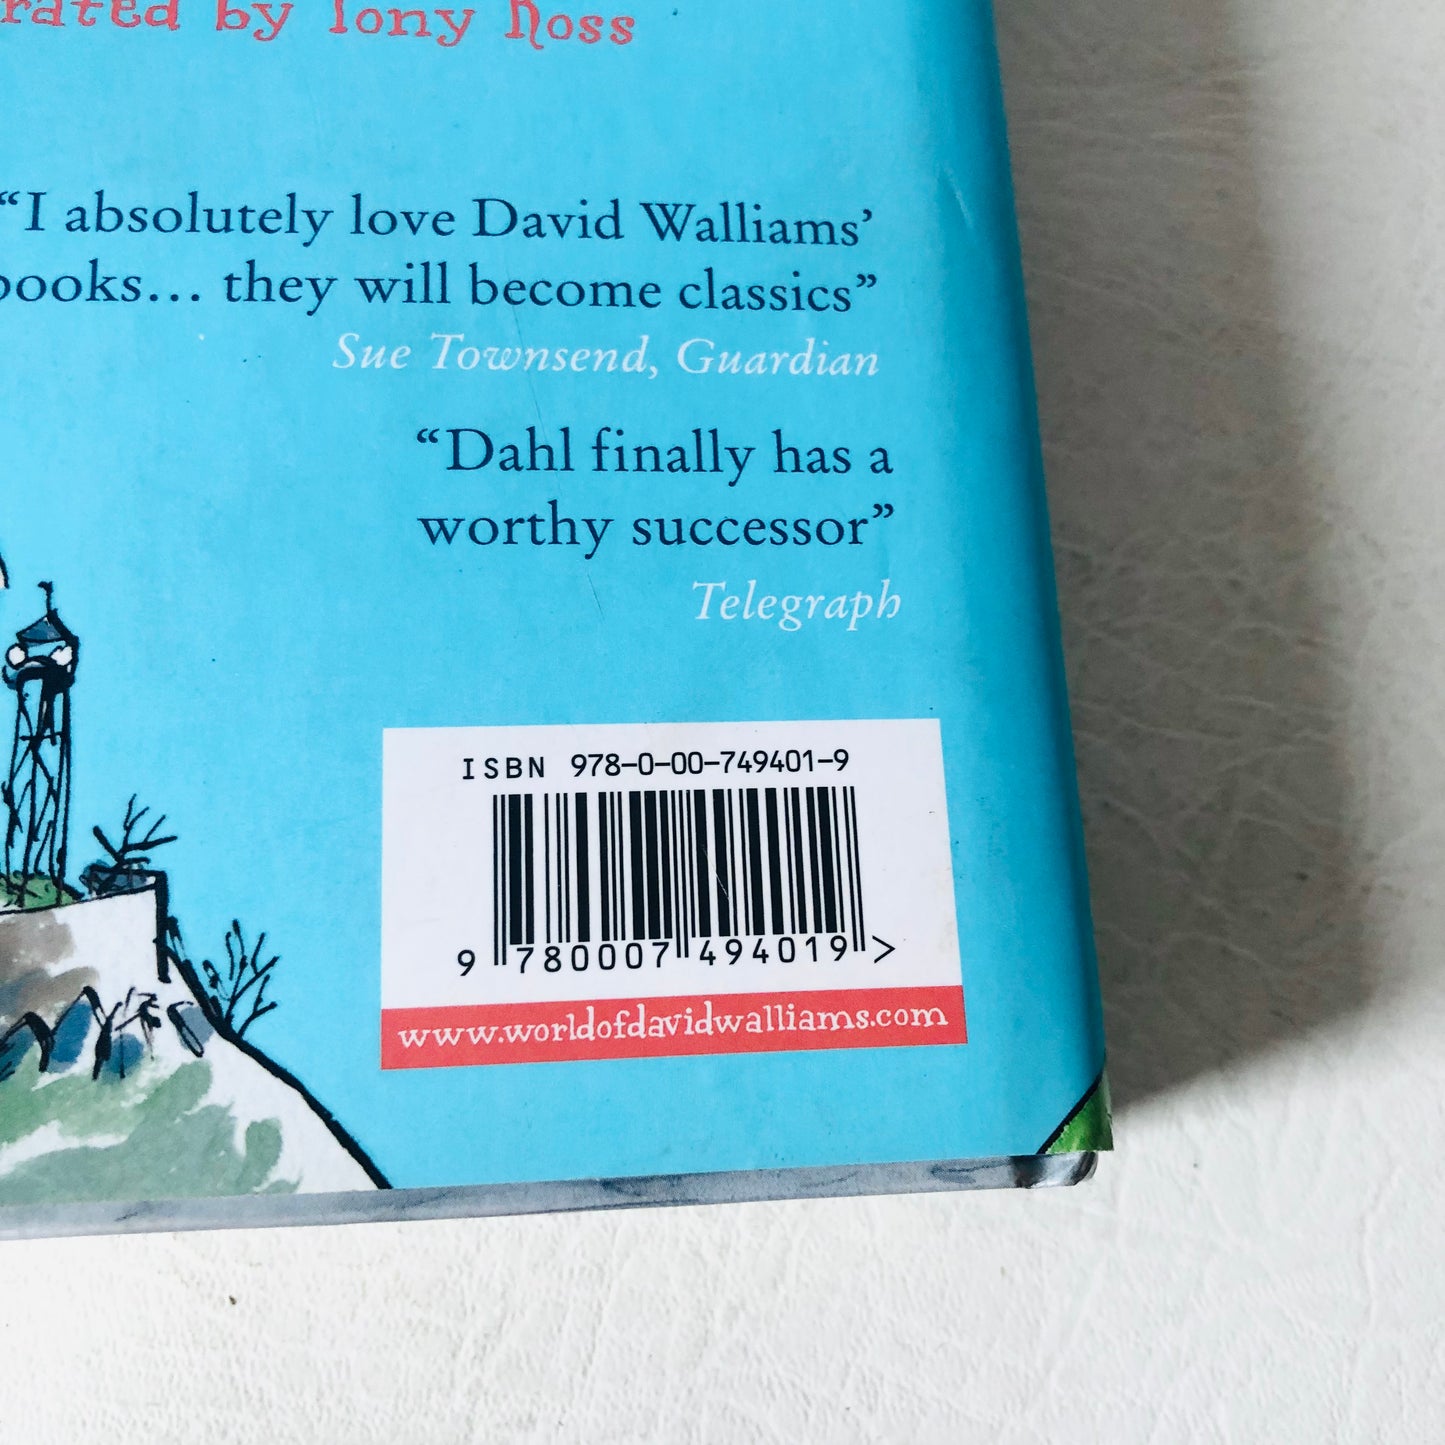 rated by Tony Ross
“I absolutely love David Walliams’
books… they will become classics”
Sue Townsend, Guardian
“Dahl finally has a
worthy successor”
Telegraph
ISBN 978-0-00-749401-9
9 780007 494019 >
www.worldofdavidwalliams.com